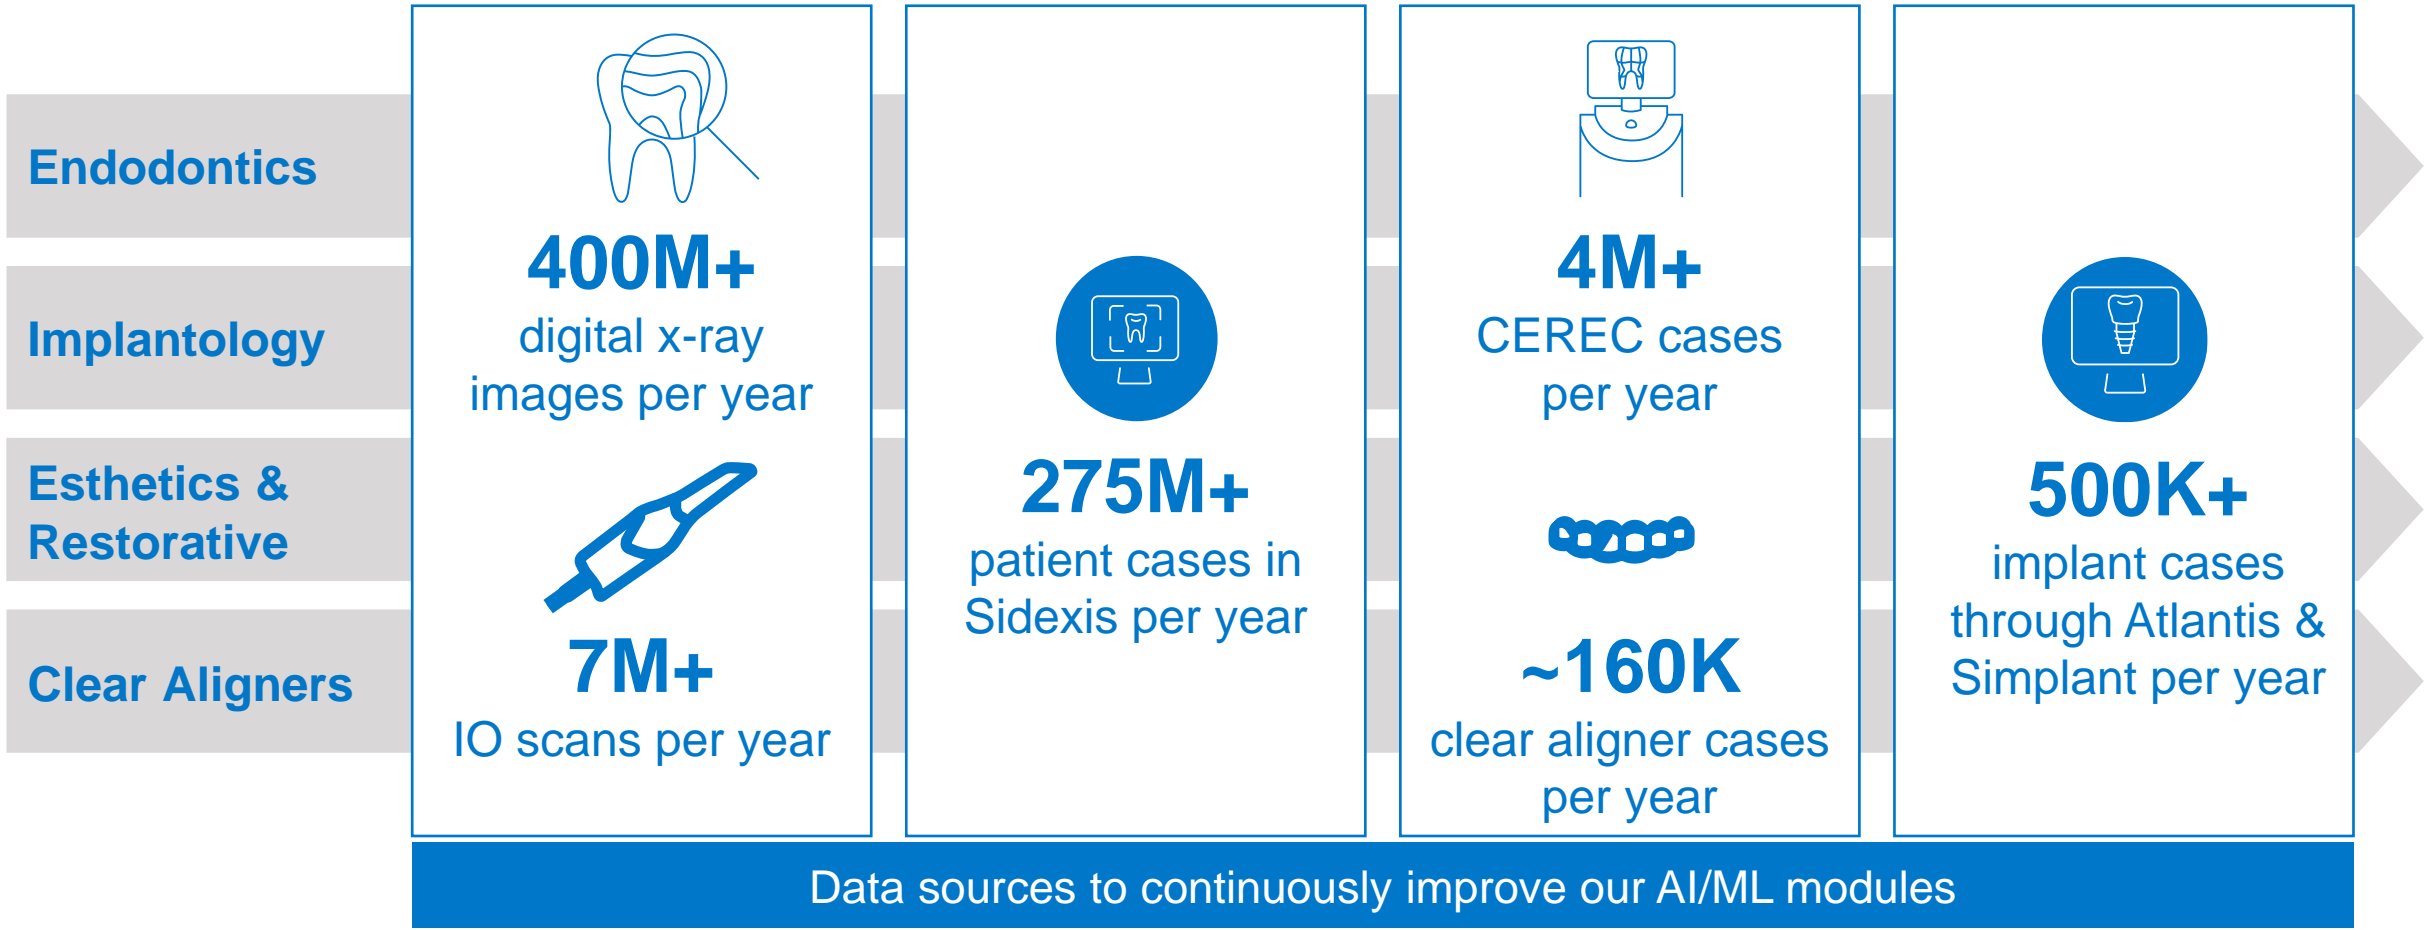 Endodontics
Implantology
Esthetics &
Restorative
Clear Aligners
400M+
digital x-ray
images per year
7M+
IO scans per year
275M+
patient cases in
Sidexis per year
4M+
CEREC cases
per year
~160K
clear aligner cases
per year
500K+
implant cases
through Atlantis &
Simplant per year
Data sources to continuously improve our AI/ML modules